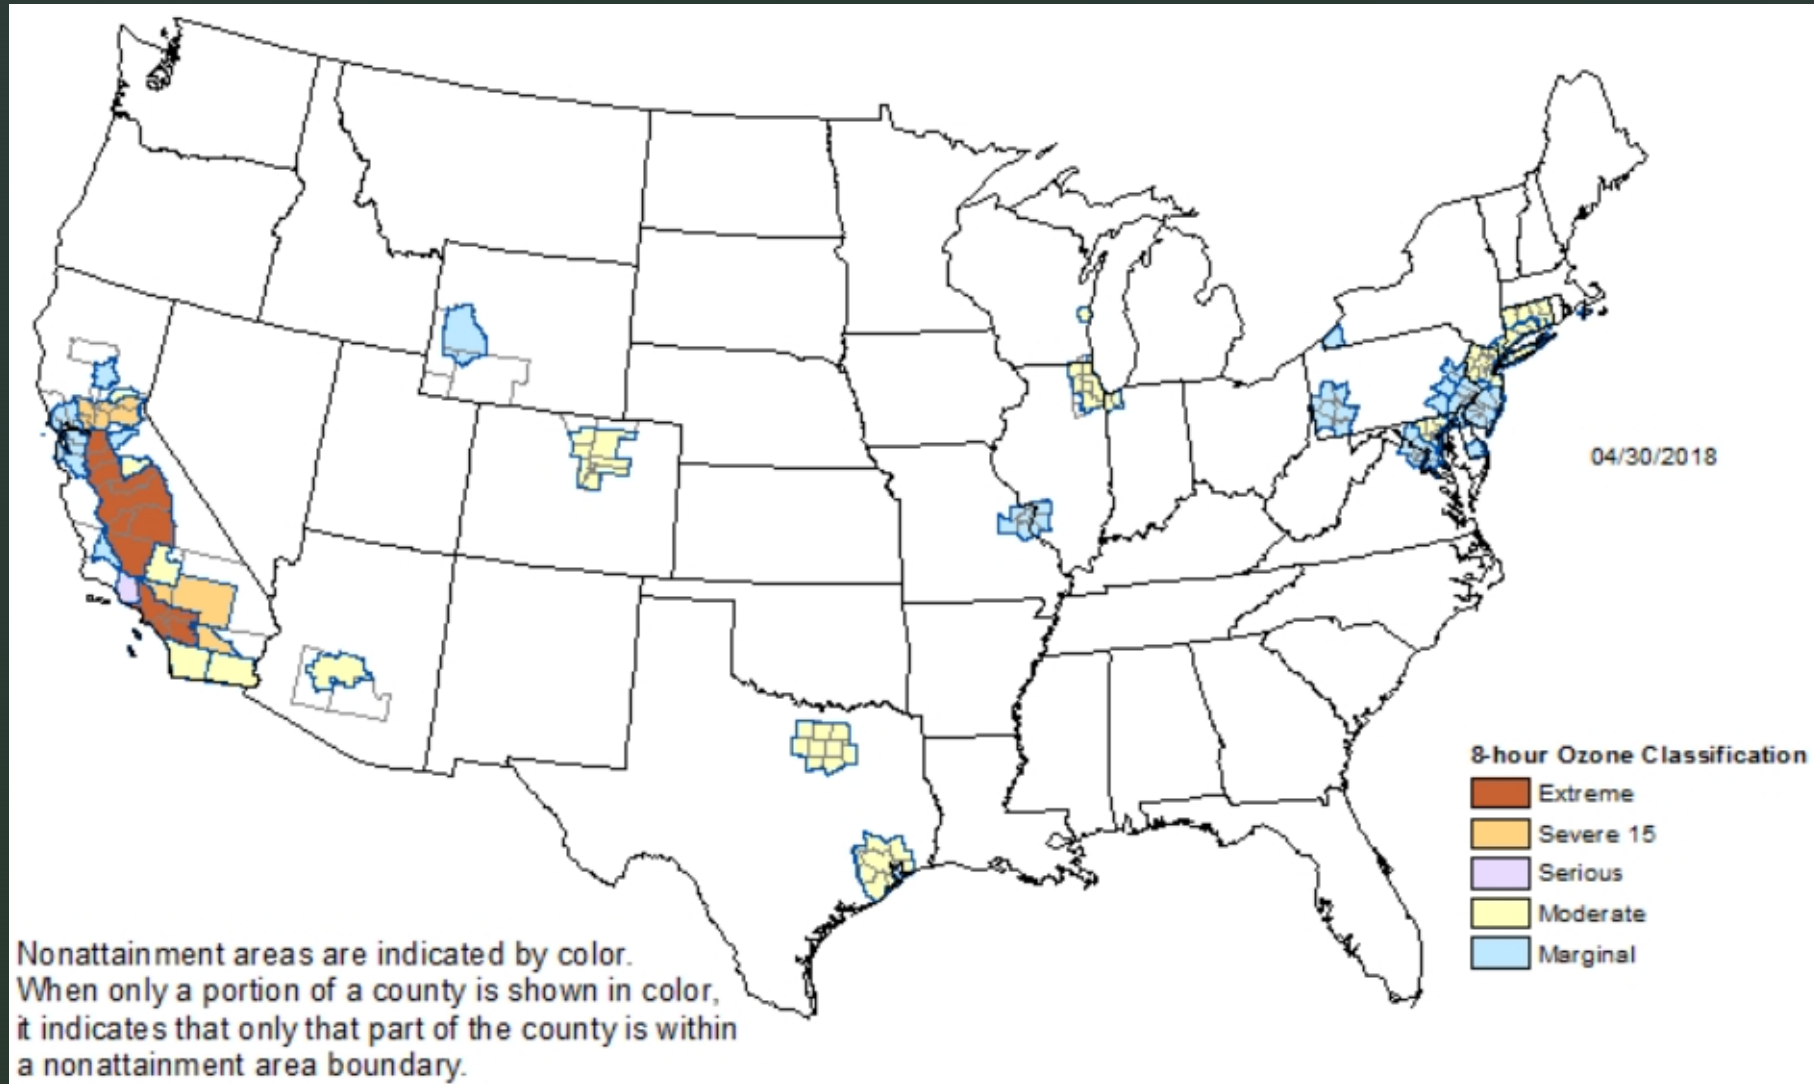 04/30/2018
8-hour Ozone Classification
Extreme
Severe 15
Serious
Moderate
Marginal
Nonattainment areas are indicated by color.
When only a portion of a county is shown in color,
it indicates that only that part of the county is within
a nonattainment area boundary.